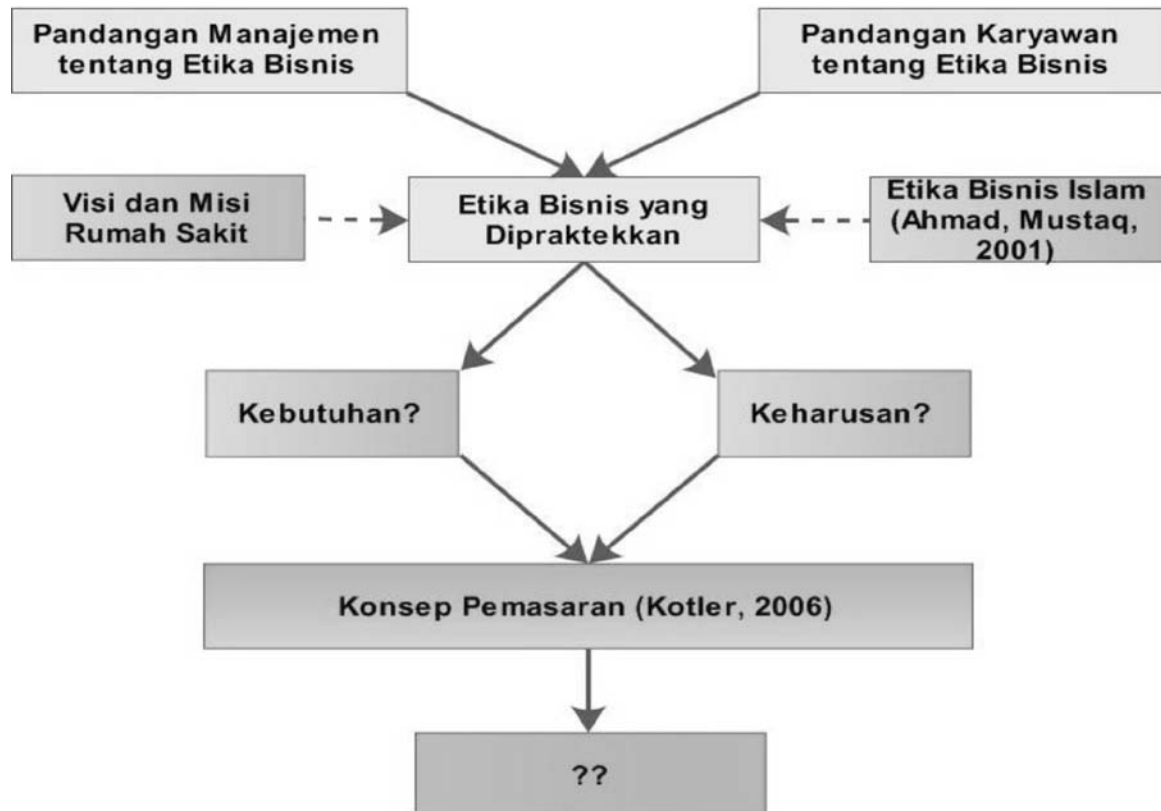 Pandangan Manajemen
tentang Etika Bisnis
Pandangan Karyawan
tentang Etika Bisnis
Visi dan Misi
Rumah Sakit
Etika Bisnis yang
Dipraktekkan
Etika Bisnis Islam
(Ahmad, Mustaq,
2001)
Kebutuhan?
Keharusan?
Konsep Pemasaran (Kotler, 2006)
??